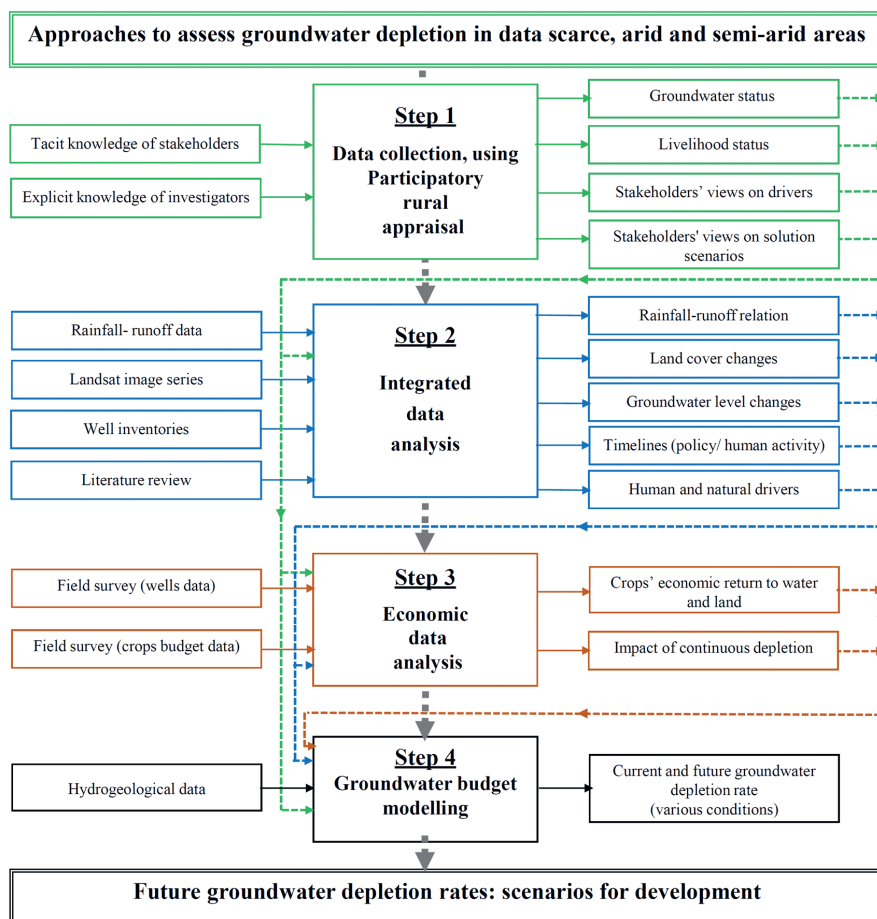 Approaches to assess groundwater depletion in data scarce, arid and semi-arid areas
Tacit knowledge of stakeholders
Explicit knowledge of investigators
Step 1
Data collection, using
Participatory
rural
appraisal
Groundwater status
Livelihood status
Stakeholders’ views on drivers
Stakeholders' views on solution
scenarios
Rainfall- runoff data
Landsat image series
Well inventories
Literature review
Step 2
Integrated
data
analysis
Rainfall-runoff relation
Land cover changes
Groundwater level changes
Timelines (policy/ human activity)
Human and natural drivers
Field survey (wells data)
Field survey (crops budget data)
Step 3
Economic
data
analysis
Crops’ economic return to water
and land
Impact of continuous depletion
Hydrogeological data
Step 4
Groundwater budget
modelling
Current and future groundwater
depletion rate
(various conditions)
Future groundwater depletion rates: scenarios for development